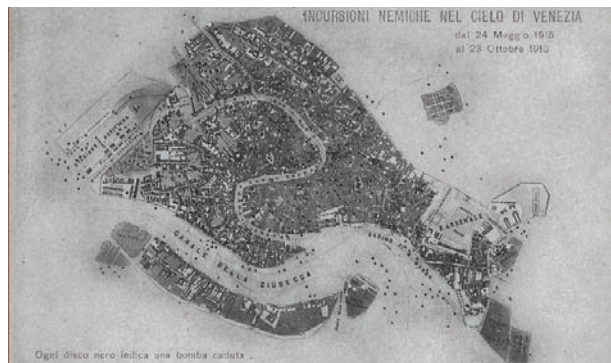 INCURSIONI NEMICHE NEL CIELO DI VENEZIA
dal 24 Maggio 1915
al 23 Ottobre 1918
R. ARSENALE
CANALE DELLA GIUDECCA
Ogni disco nero indica una bomba caduta.